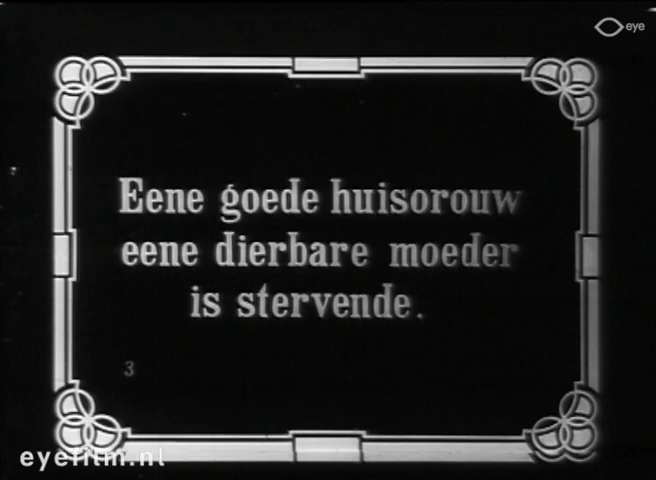 eye
Eene goede huisorouw
eene dierbare moeder
is stervende.
3
eyefilm.nl